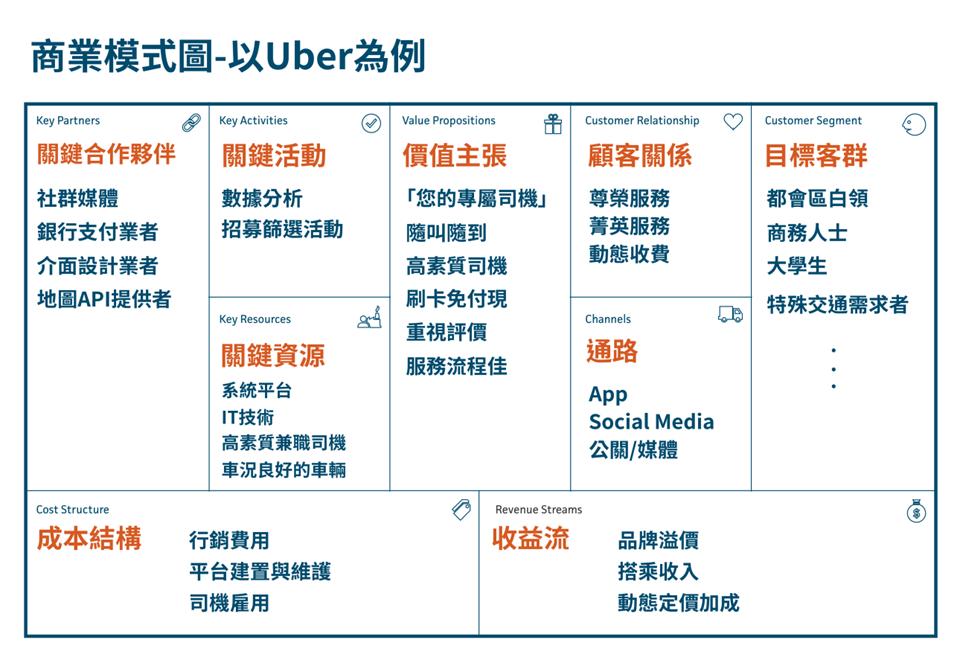 商業模式圖-以Uber為例
Key Partners
關鍵合作夥伴
社群媒體
銀行支付業者
介面設計業者
地圖API提供者
Key Activities
關鍵活動
數據分析
招募篩選活動
Key Resources
關鍵資源
系統平台
IT技術
高素質兼職司機
車況良好的車輛
Value Propositions
價值主張
「您的專屬司機」
隨叫隨到
高素質司機
刷卡免付現
重視評價
服務流程佳
Customer Relationship
顧客關係
尊榮服務
菁英服務
動態收費
Channels
通路
App
Social Media
公關/媒體
Customer Segment
目標客群
都會區白領
商務人士
大學生
特殊交通需求者
Cost Structure
成本結構
行銷費用
平台建置與維護
司機雇用
Revenue Streams
收益流
品牌溢價
搭乘收入
動態定價加成